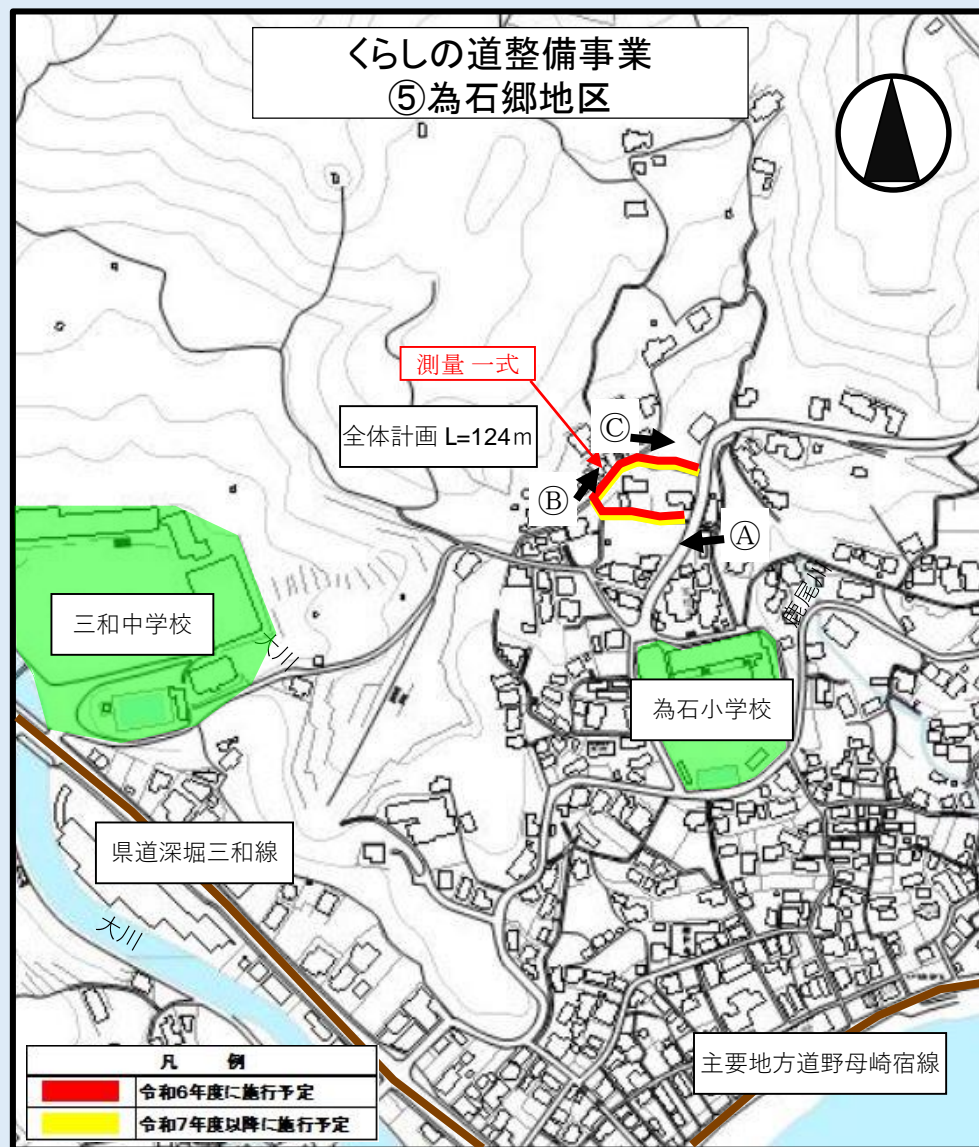 くらしの道整備事業
⑤為石郷地区
測量 一式
全体計画 L=124m
Ⓒ
Ⓑ
Ⓐ
鹿尾川
三和中学校
大川
為石小学校
県道深堀三和線
大川
主要地方道野母崎宿線
凡 例
令和6年度に施行予定
令和7年度以降に施行予定